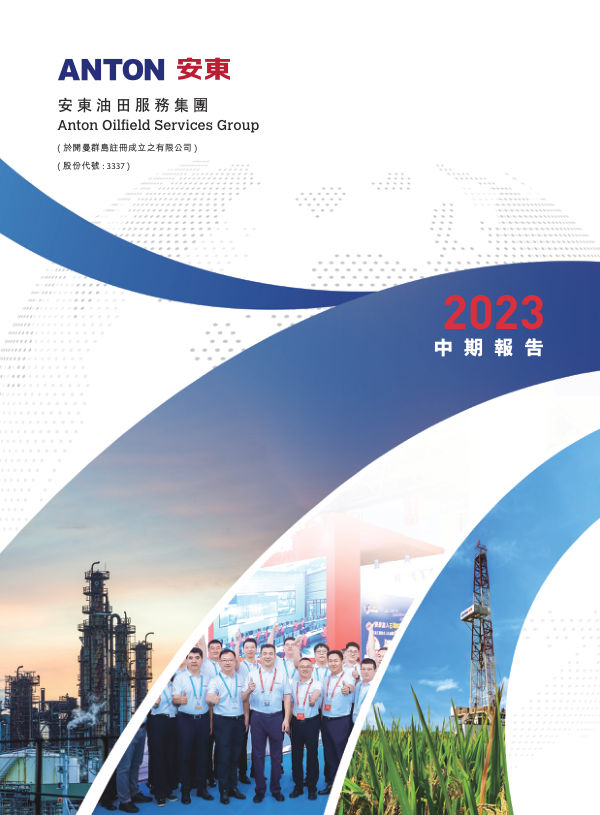 ANTON 安東
安東油田服務集團
Anton Oilfield Services Group
( 於開曼群島註冊成立之有限公司 )
( 股份代號 : 3337 )
2023
中期報告